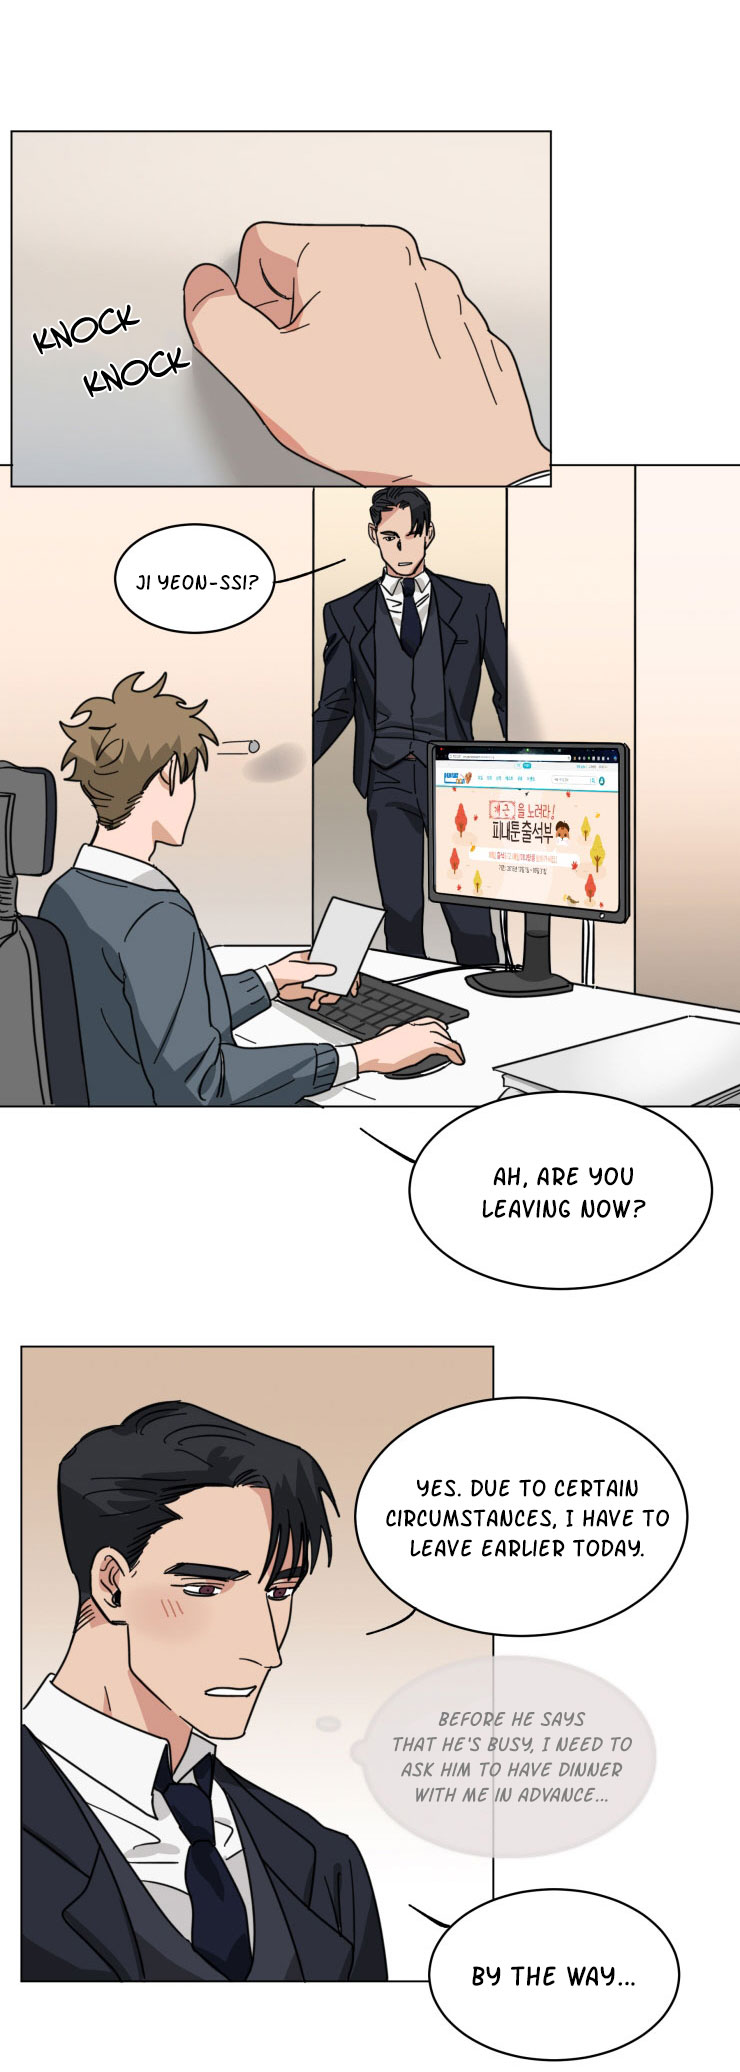 KNOCK
KNOCK
JI YEON-SSI?
개근 을 노려라!
피너툰 출석부
AH, ARE YOU
LEAVING NOW?
YES. DUE TO CERTAIN
CIRCUMSTANCES, I HAVE TO
LEAVE EARLIER TODAY.
BEFORE HE SAYS
THAT HE'S BUSY, I NEED TO
ASK HIM TO HAVE DINNER
WITH ME IN ADVANCE...
BY THE WAY...